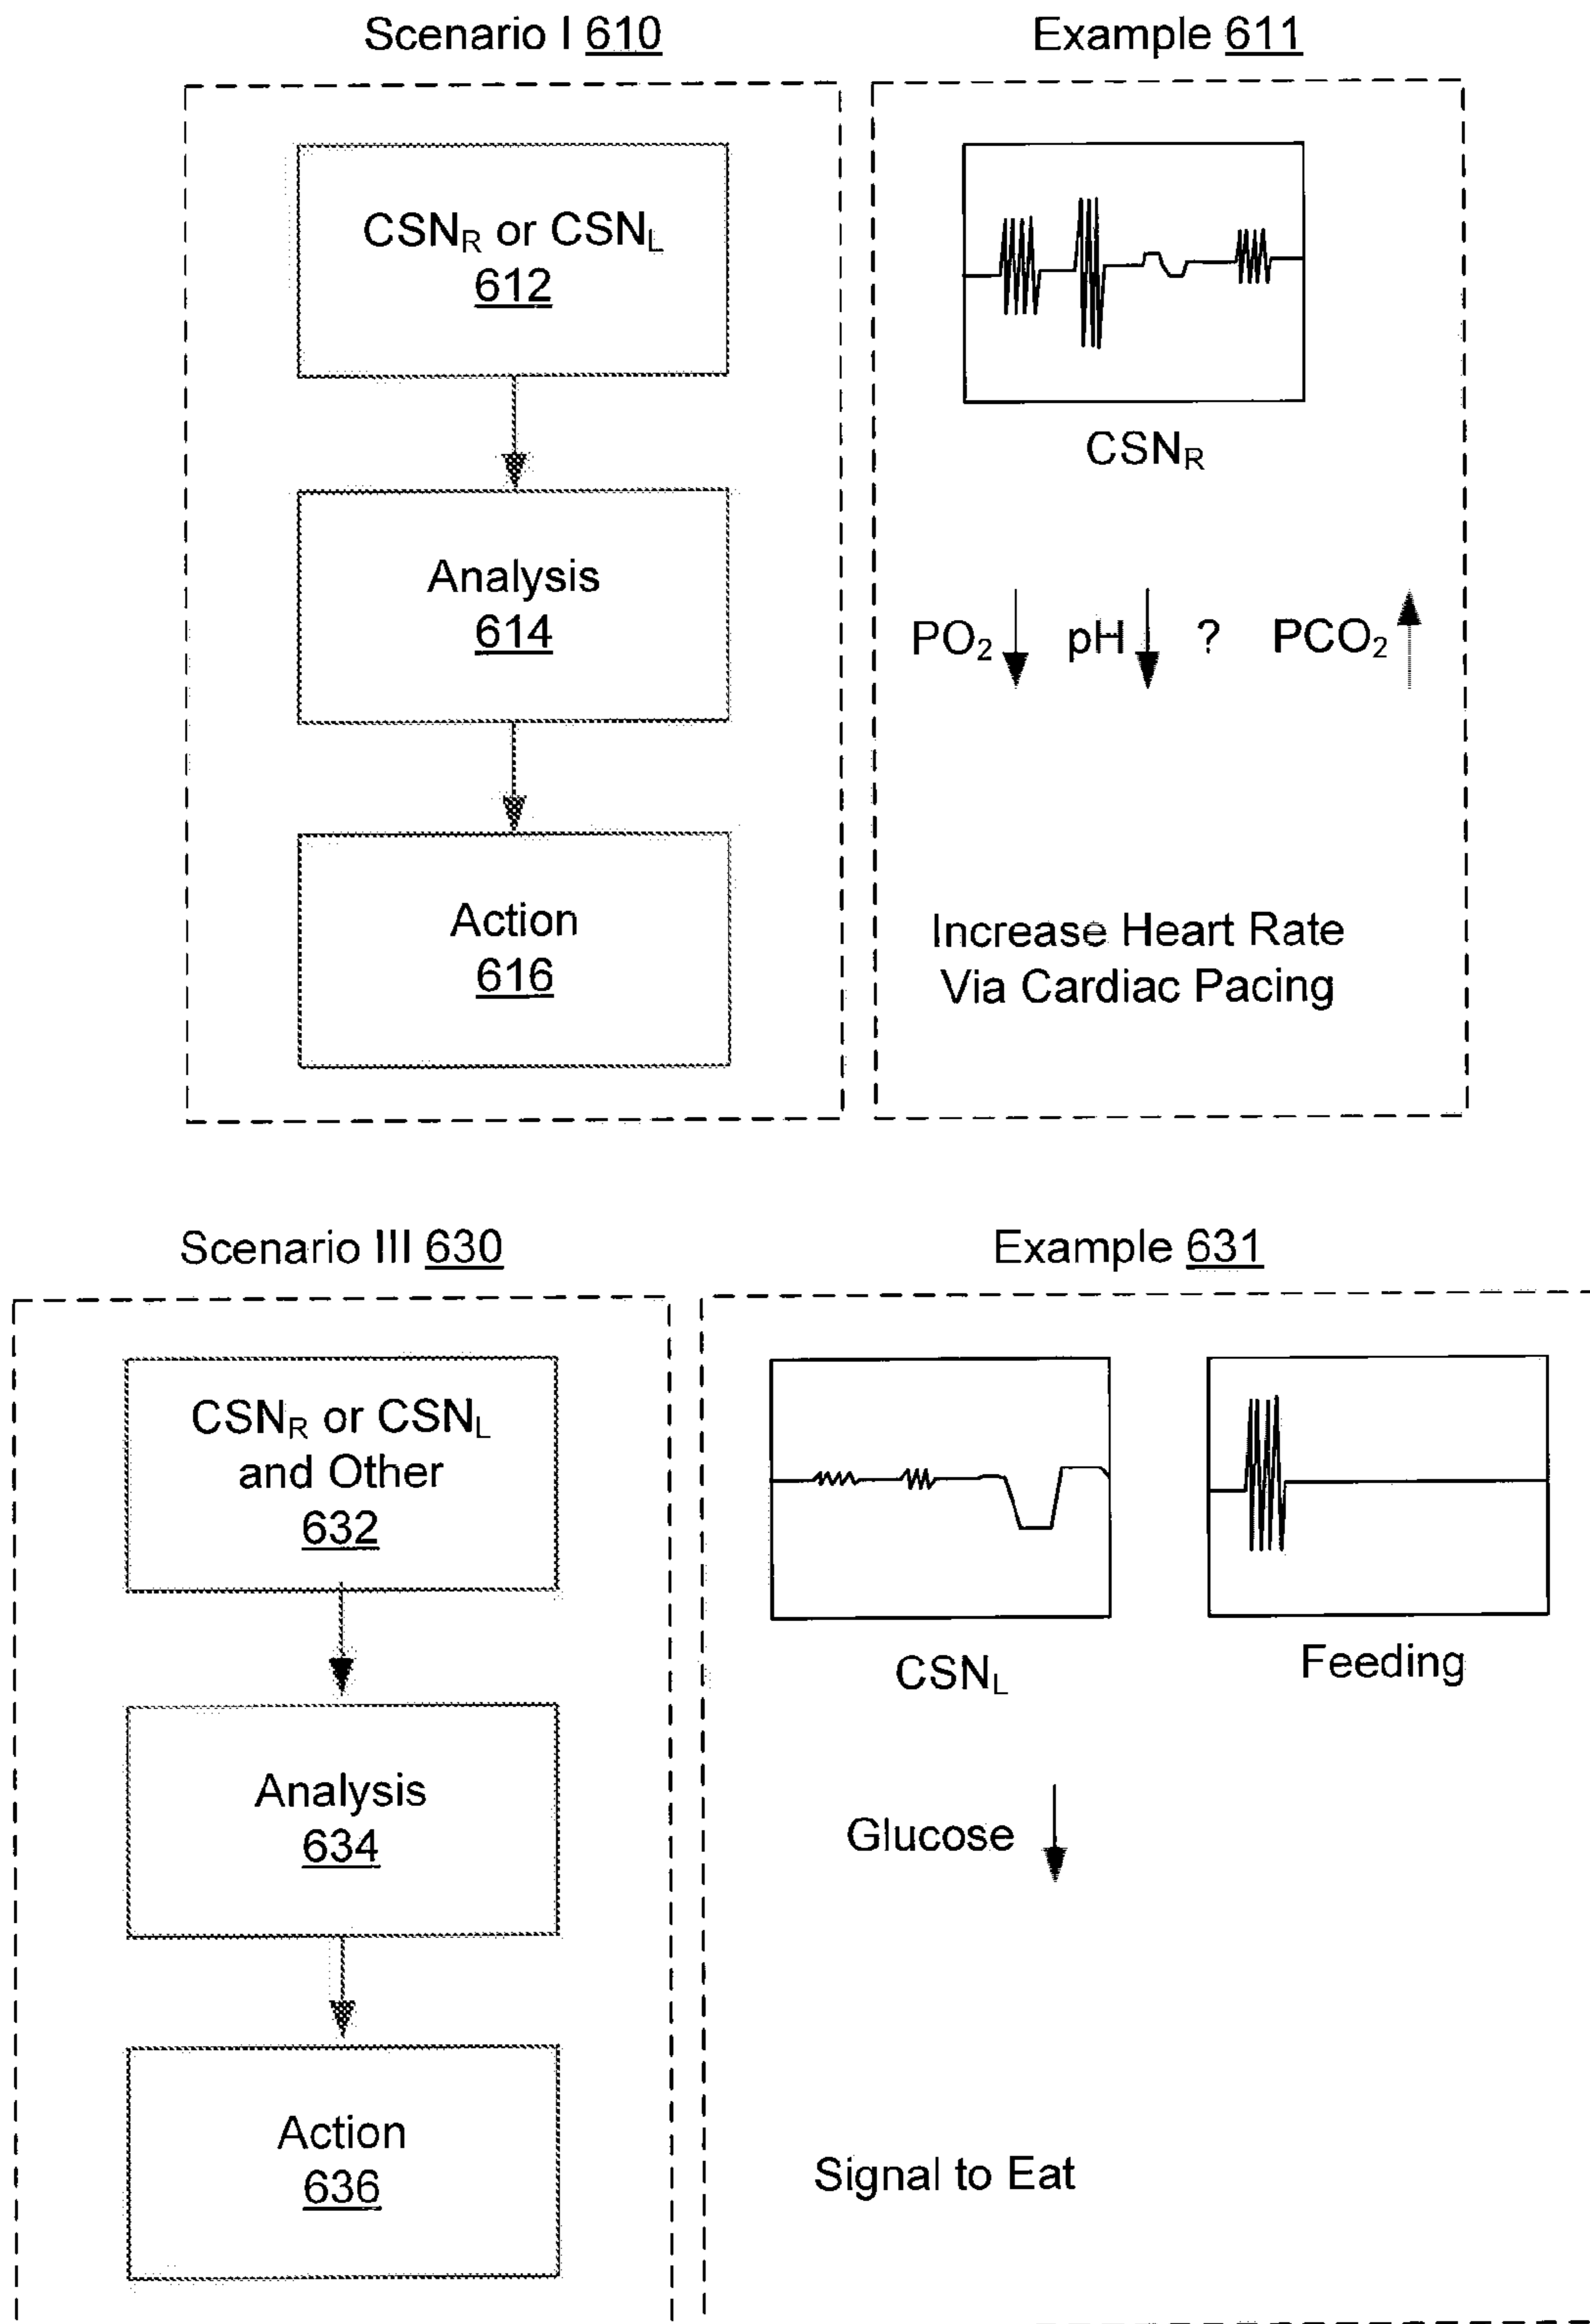 Scenario I 610
CSNR or CSNL
612
Analysis
614
Action
616
Example 611
CSNR
PO2 pH ? PCO2
Increase Heart Rate
Via Cardiac Pacing
Scenario III 630
CSNR or CSNL
and Other
632
Analysis
634
Action
636
Example 631
CSNL
Feeding
Glucose
Signal to Eat